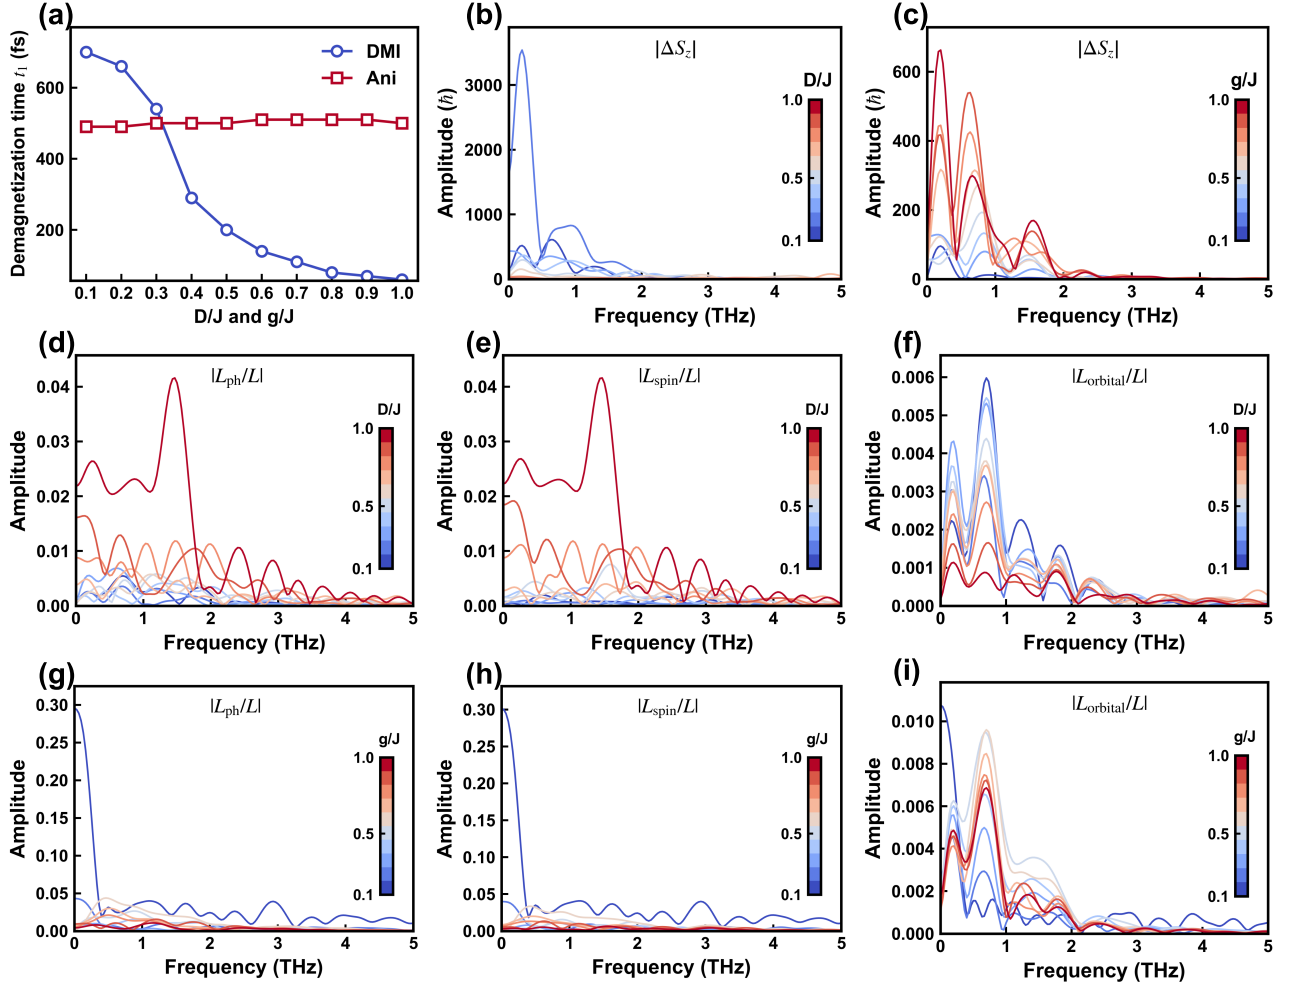 (a)
Demagnetization time t₁ (fs)
600
400
200
DMI
Ani
0.1 0.2 0.3 0.4 0.5 0.6 0.7 0.8 0.9 1.0
D/J and g/J
(b)
|ΔS_z|
Amplitude (ℏ)
3000
2000
1000
0
D/J
1.0
0.5
0.1
0 1 2 3 4 5
Frequency (THz)
(c)
|ΔS_z|
Amplitude (ℏ)
600
400
200
0
g/J
1.0
0.5
0.1
0 1 2 3 4 5
Frequency (THz)
(d)
|L_ph/L|
Amplitude
0.04
0.03
0.02
0.01
0.00
D/J
1.0
0.5
0.1
0 1 2 3 4 5
Frequency (THz)
(e)
|L_spin/L|
Amplitude
0.04
0.03
0.02
0.01
0.00
D/J
1.0
0.5
0.1
0 1 2 3 4 5
Frequency (THz)
(f)
|L_orbital/L|
Amplitude
0.006
0.005
0.004
0.003
0.002
0.001
0.000
D/J
1.0
0.5
0.1
0 1 2 3 4 5
Frequency (THz)
(g)
|L_ph/L|
Amplitude
0.30
0.25
0.20
0.15
0.10
0.05
0.00
g/J
1.0
0.5
0.1
0 1 2 3 4 5
Frequency (THz)
(h)
|L_spin/L|
Amplitude
0.30
0.25
0.20
0.15
0.10
0.05
0.00
g/J
1.0
0.5
0.1
0 1 2 3 4 5
Frequency (THz)
(i)
|L_orbital/L|
Amplitude
0.010
0.008
0.006
0.004
0.002
0.000
g/J
1.0
0.5
0.1
0 1 2 3 4 5
Frequency (THz)